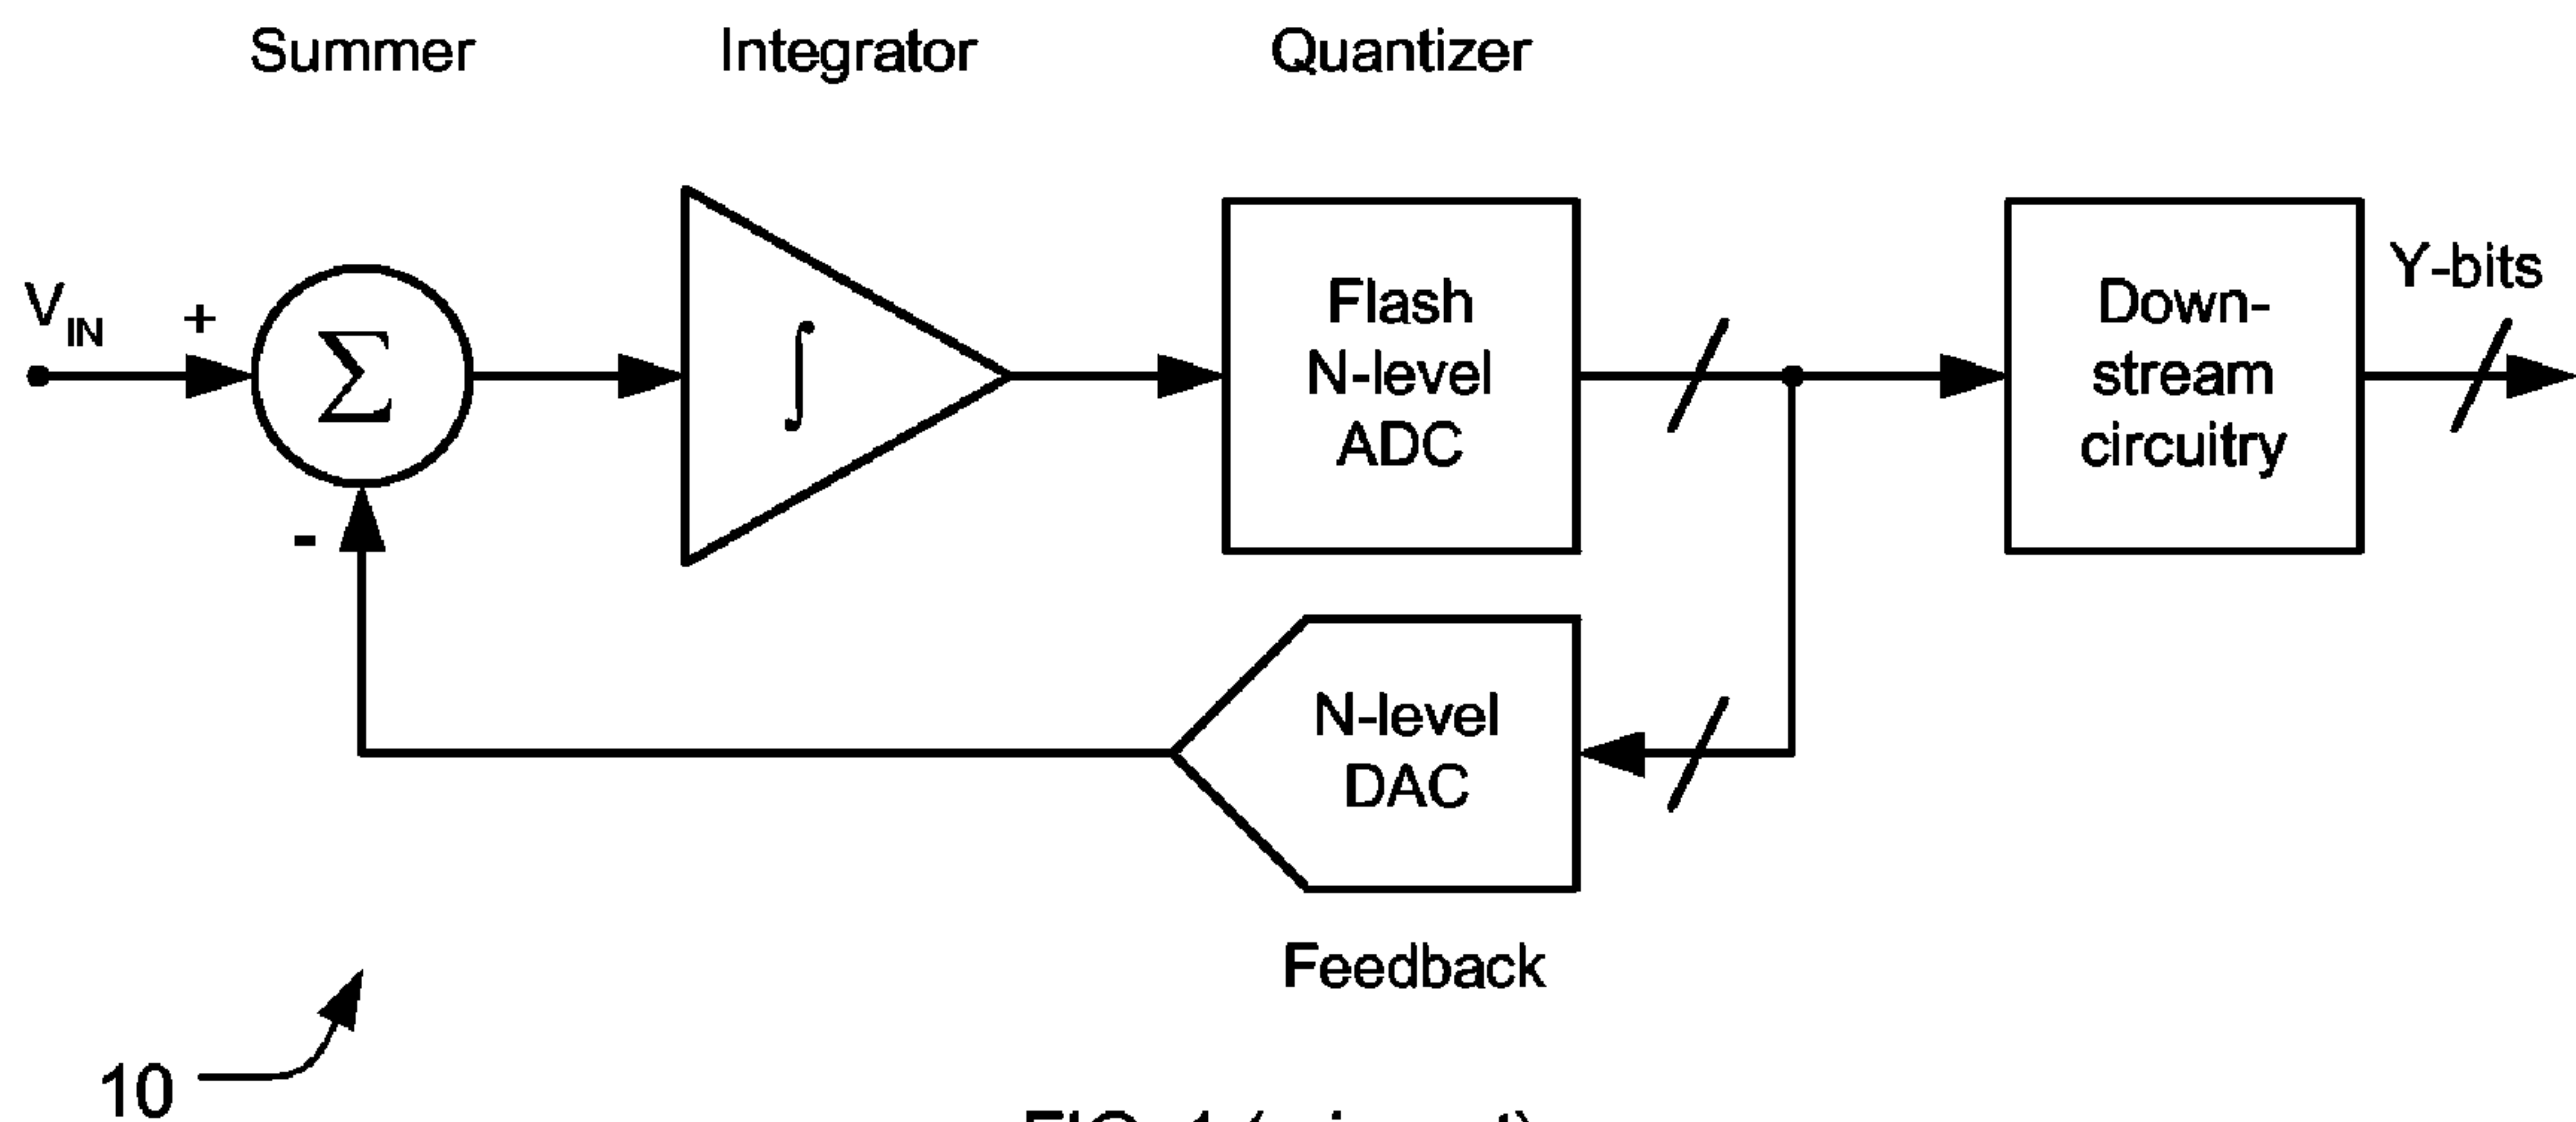 Summer
Integrator
Quantizer
V IN
+
Σ
-
∫
Flash
N-level
ADC
Down-
stream
circuitry
Y-bits
N-level
DAC
Feedback
10